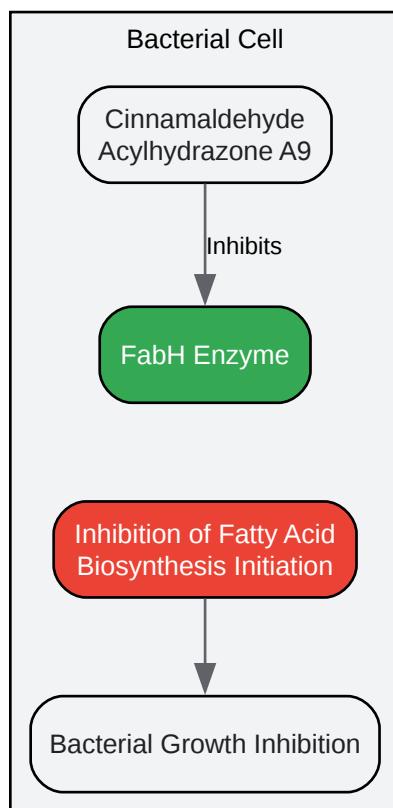 Bacterial Cell
Cinnamaldehyde
Acylhydrazone A9
Inhibits
FabH Enzyme
Inhibition of Fatty Acid
Biosynthesis Initiation
Bacterial Growth Inhibition